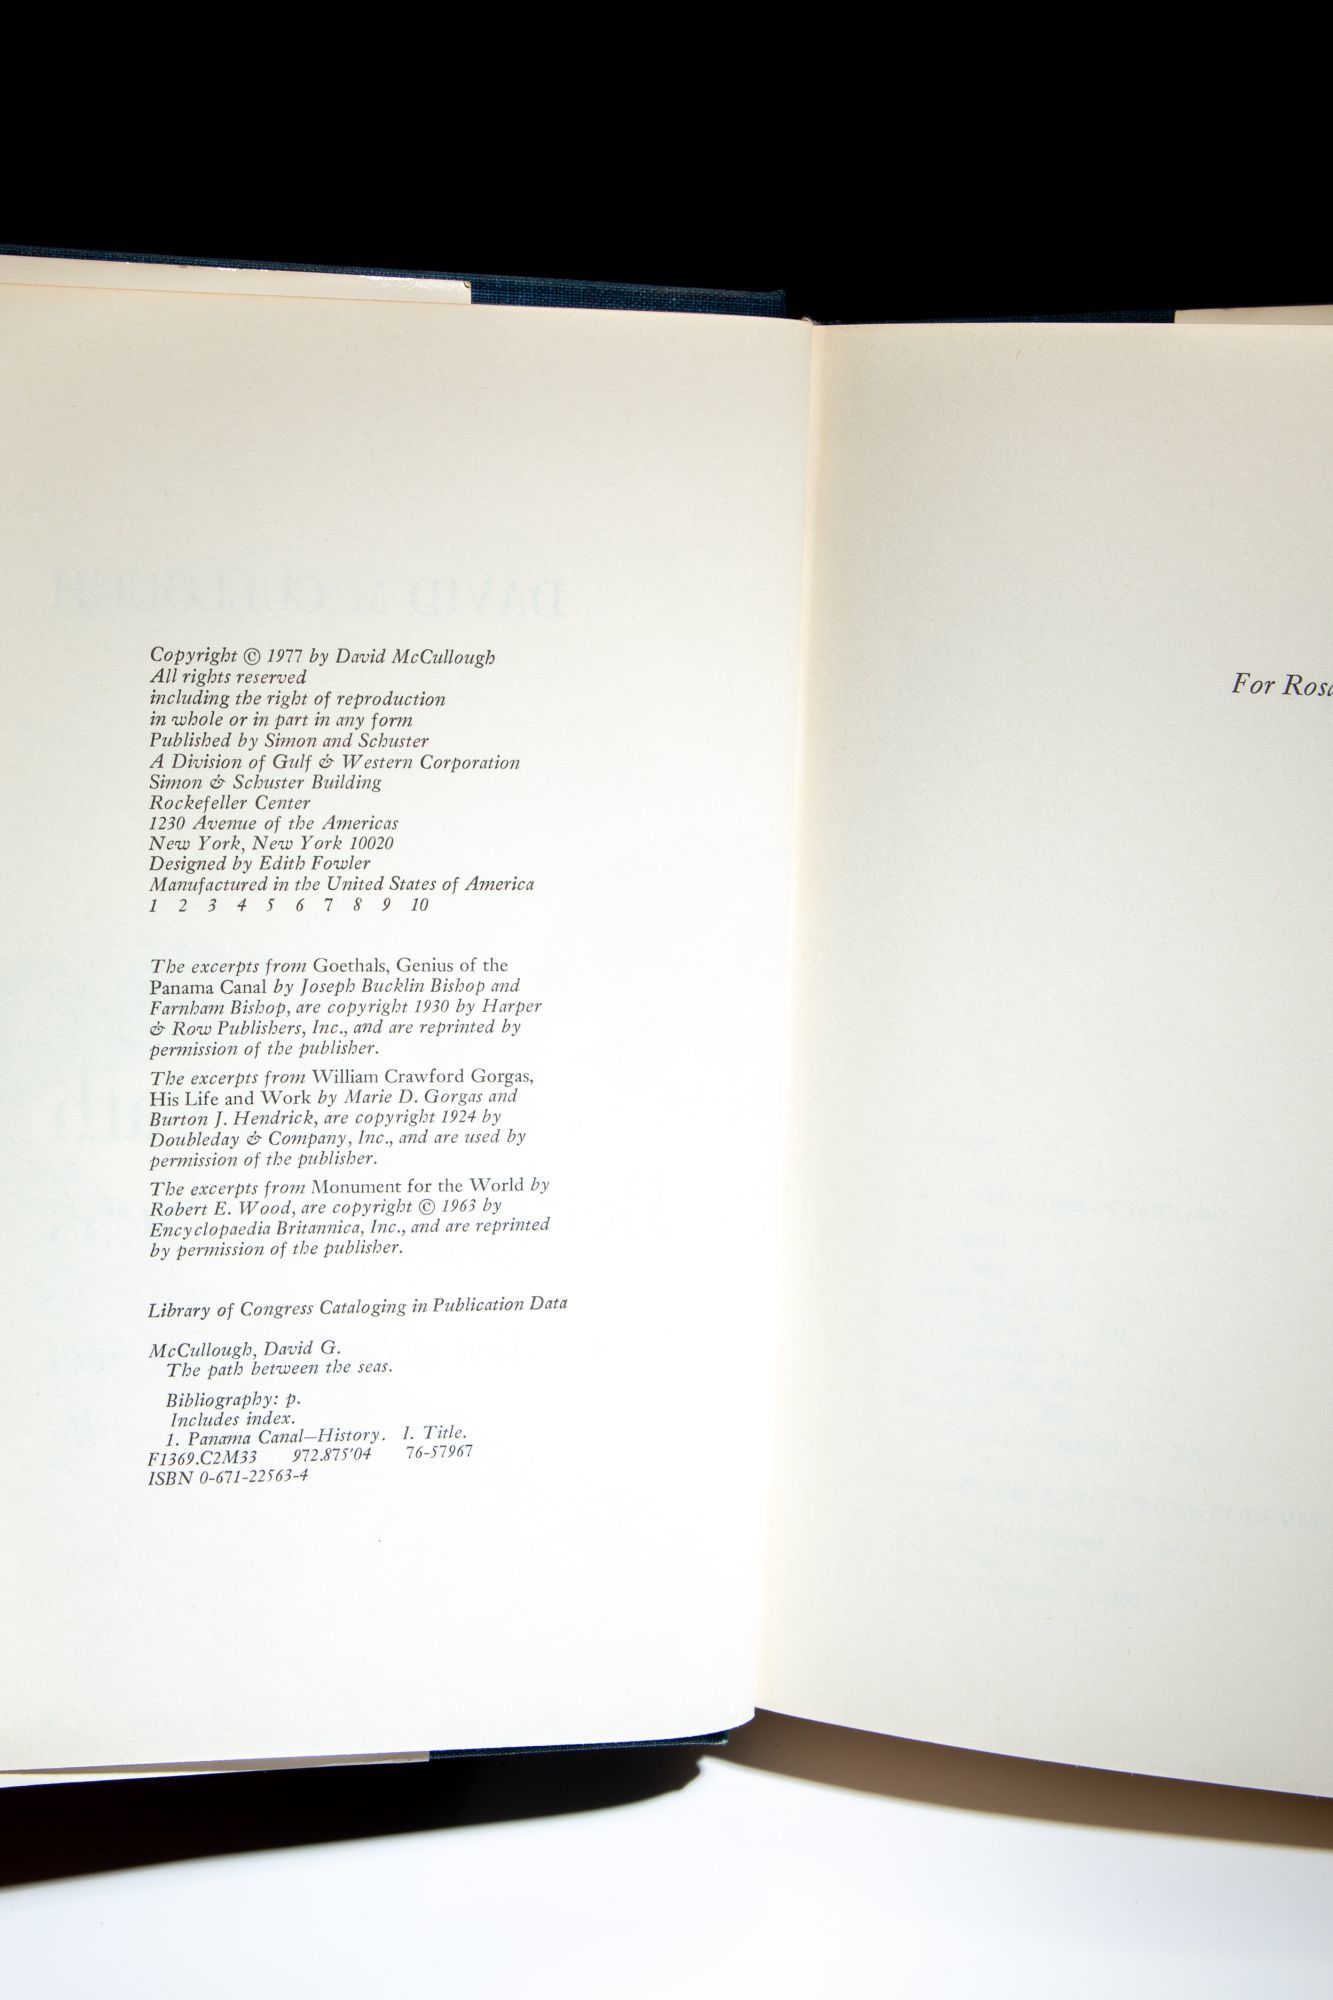 Copyright © 1977 by David McCullough
All rights reserved
including the right of reproduction
in whole or in part in any form
Published by Simon and Schuster
A Division of Gulf & Western Corporation
Simon & Schuster Building
Rockefeller Center
1230 Avenue of the Americas
New York, New York 10020
Designed by Edith Fowler
Manufactured in the United States of America
1 2 3 4 5 6 7 8 9 10
The excerpts from Goethals, Genius of the
Panama Canal by Joseph Bucklin Bishop and
Farnham Bishop, are copyright 1930 by Harper
& Row Publishers, Inc., and are reprinted by
permission of the publisher.
The excerpts from William Crawford Gorgas,
His Life and Work by Marie D. Gorgas and
Burton J. Hendrick, are copyright 1924 by
Doubleday & Company, Inc., and are used by
permission of the publisher.
The excerpts from Monument for the World by
Robert E. Wood, are copyright © 1963 by
Encyclopaedia Britannica, Inc., and are reprinted
by permission of the publisher.
Library of Congress Cataloging in Publication Data
McCullough, David G.
The path between the seas.
Bibliography: p.
Includes index.
1. Panama Canal—History. I. Title.
F1369.C2M33 972.875'04 76-57967
ISBN 0-671-22563-4
For